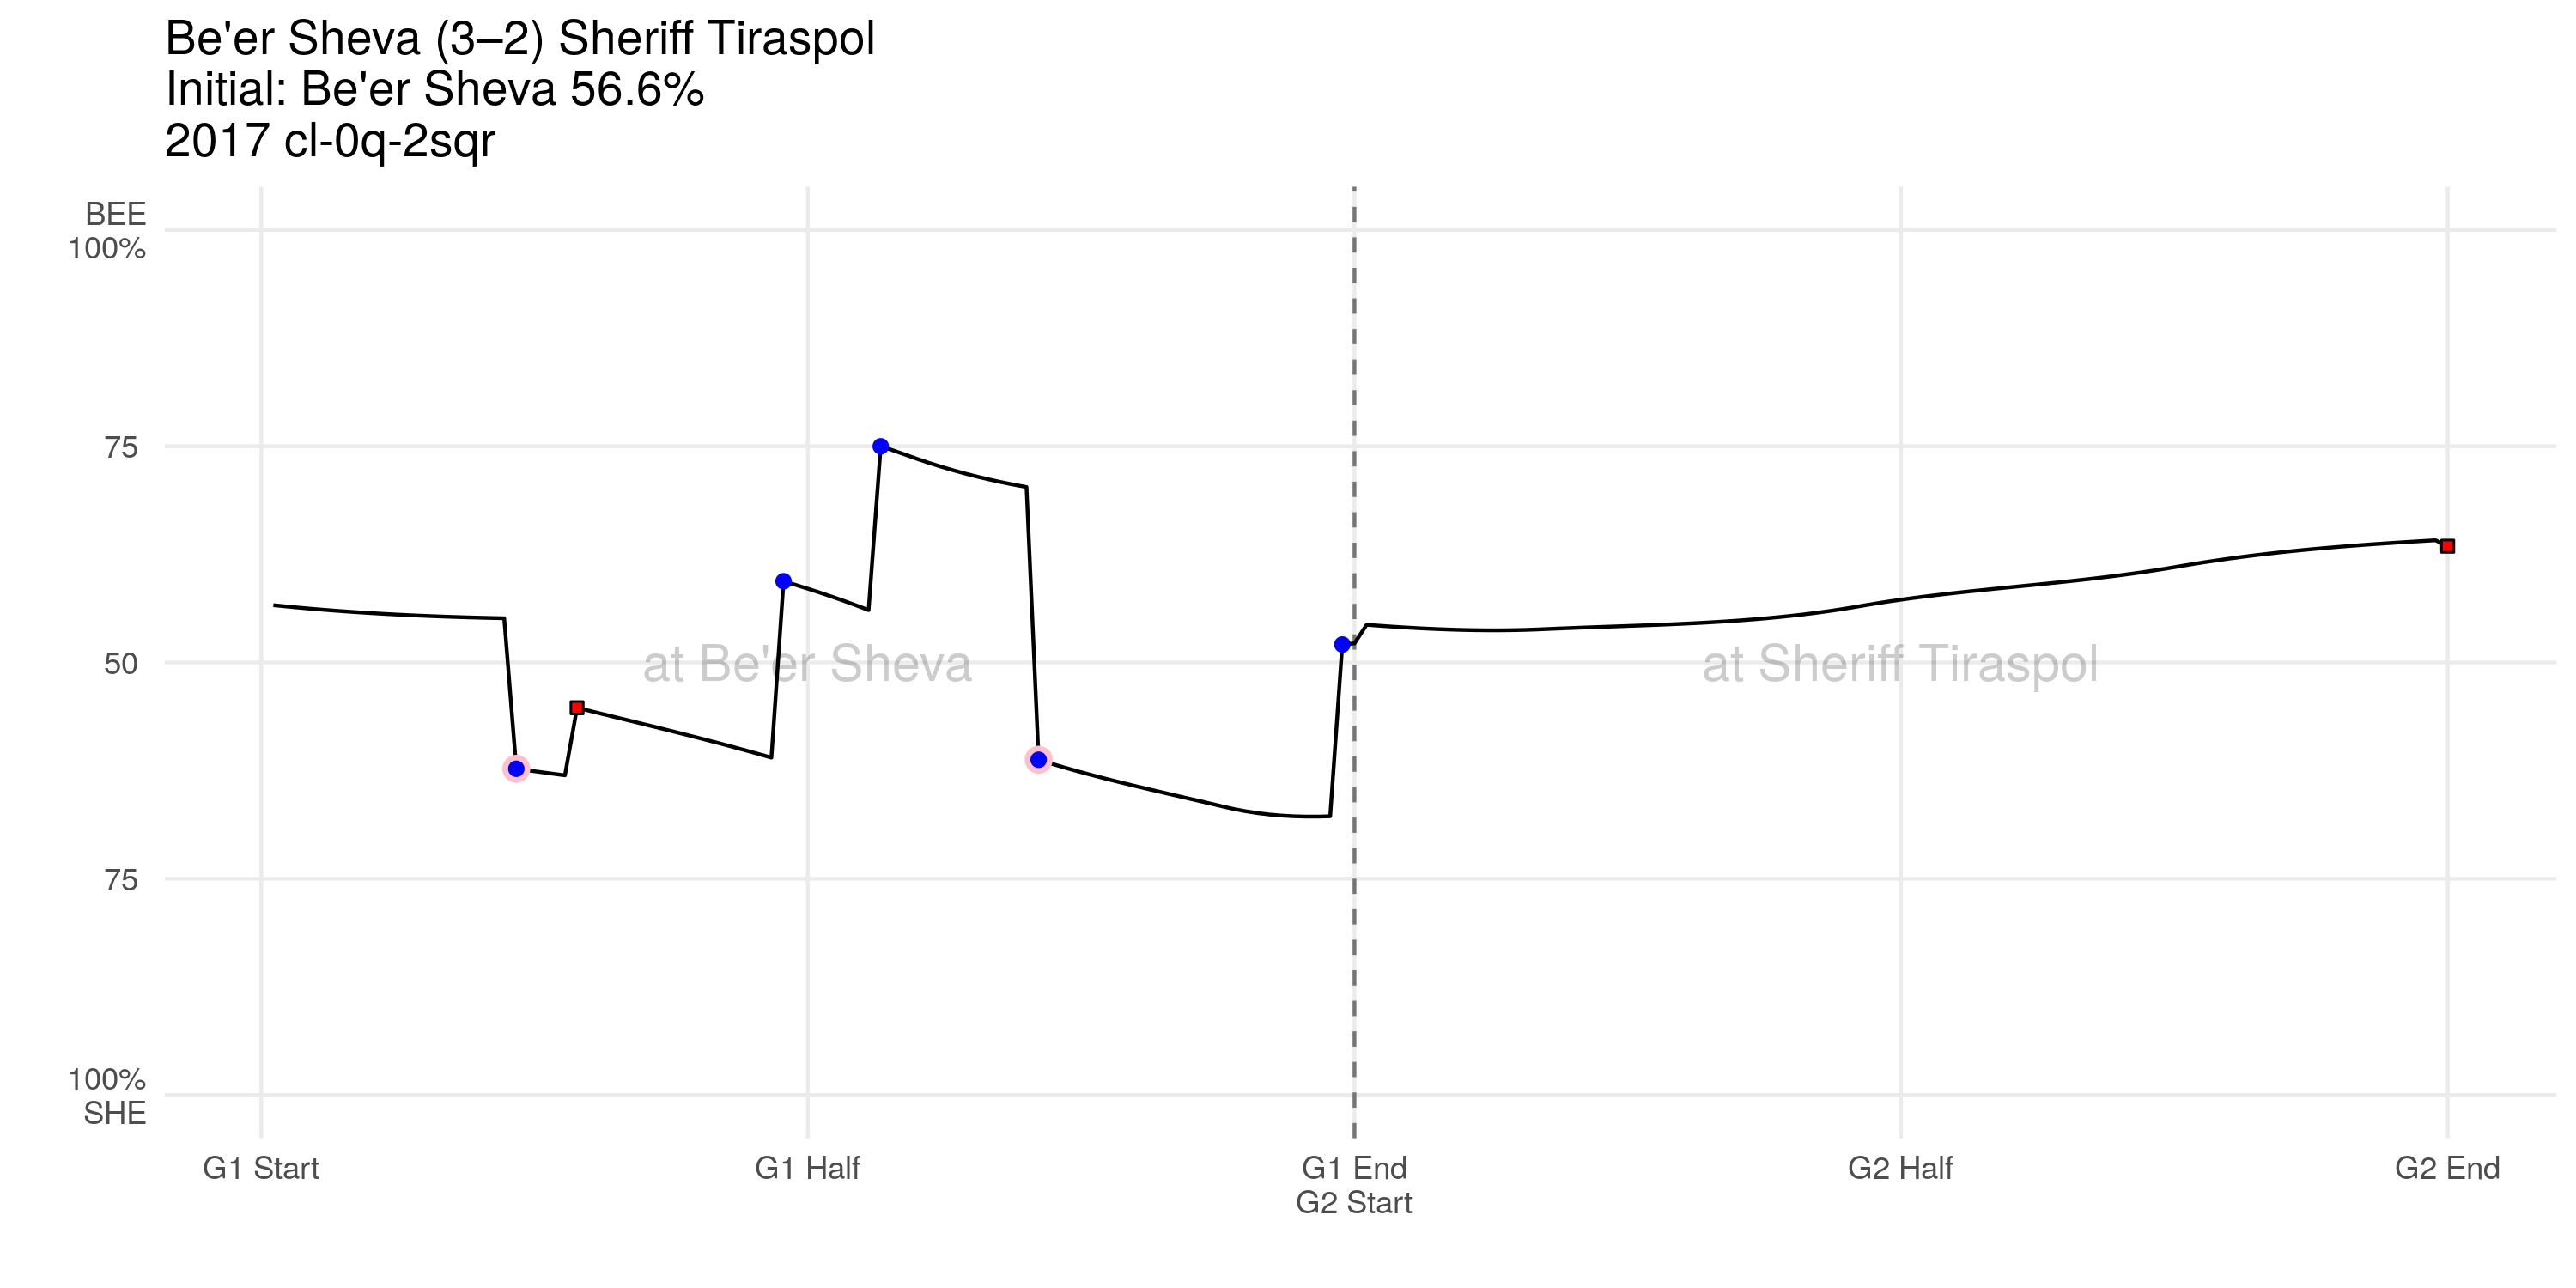 Be'er Sheva (3–2) Sheriff Tiraspol
Initial: Be'er Sheva 56.6%
2017 cl-0q-2sqr
BEE
100%
75
50
75
100%
SHE
at Be'er Sheva
at Sheriff Tiraspol
G1 Start
G1 Half
G1 End
G2 Start
G2 Half
G2 End